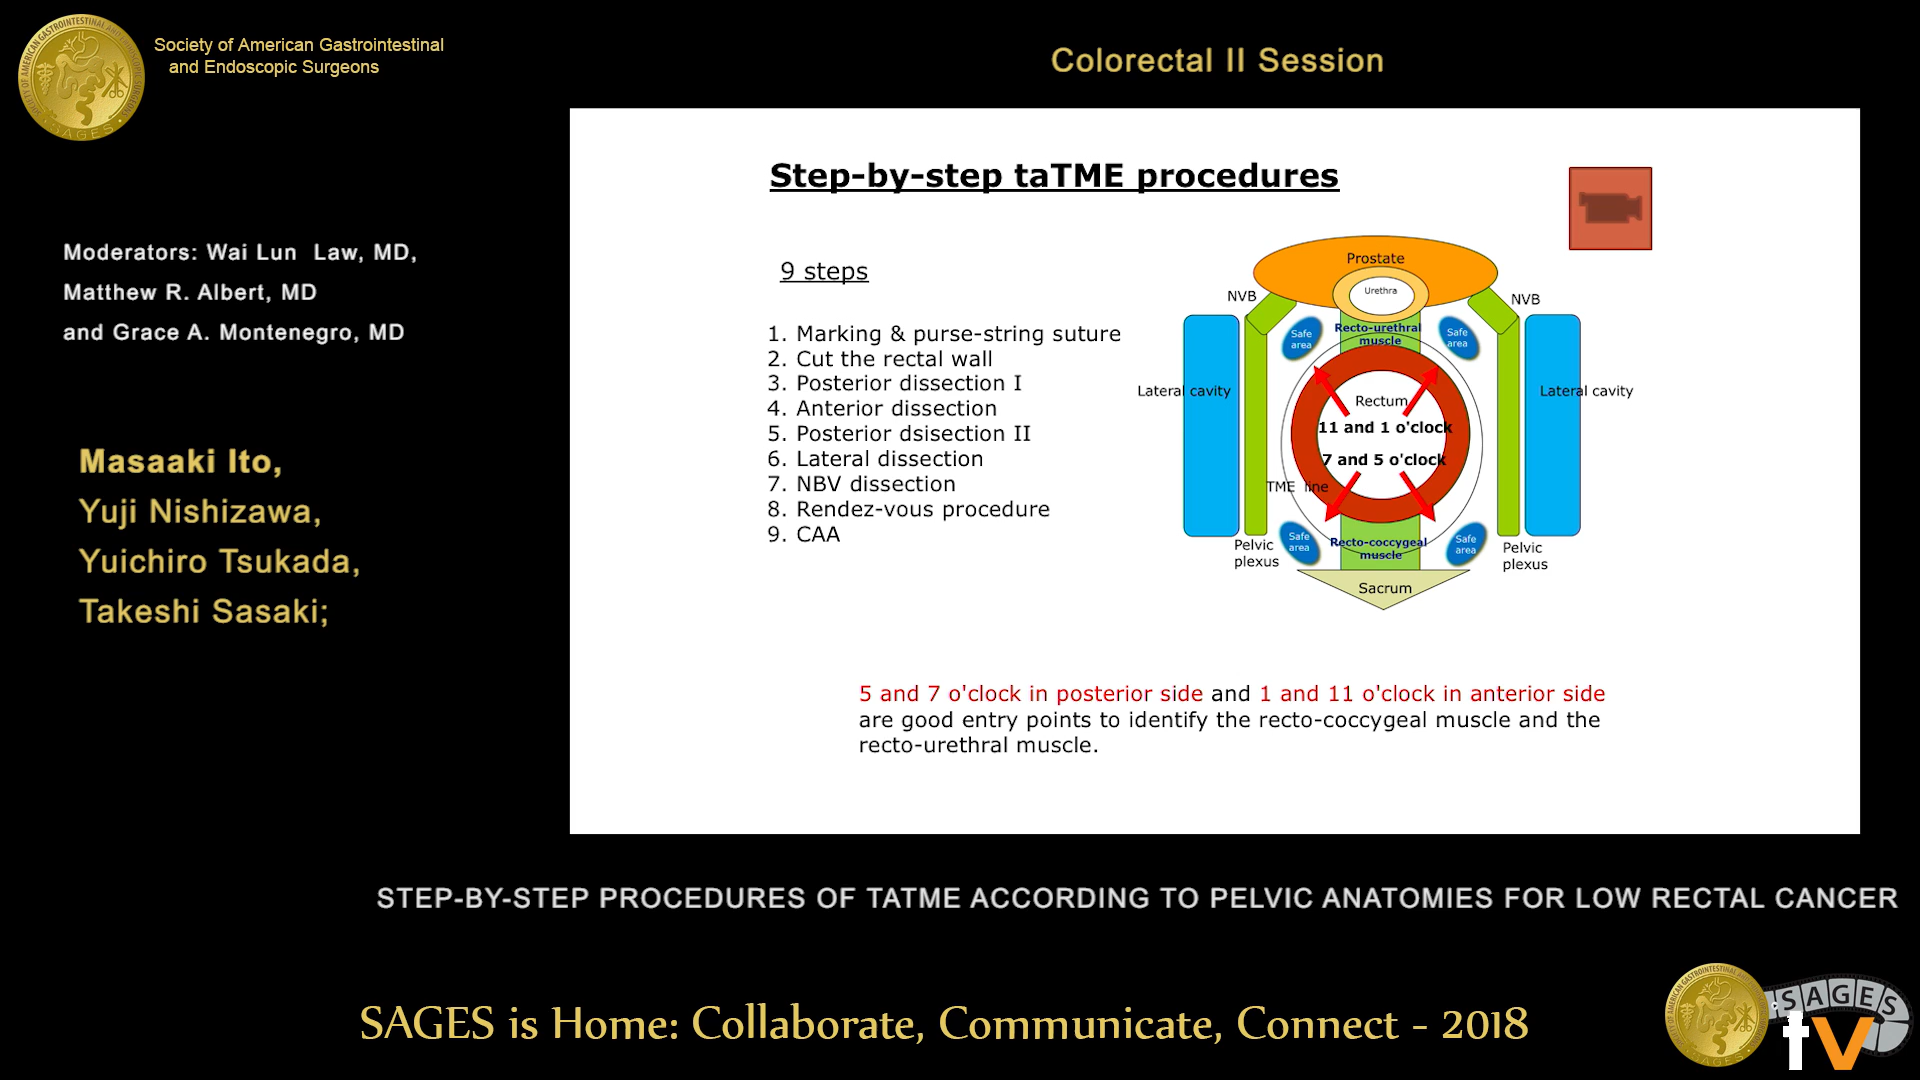 Society of American Gastrointestinal
and Endoscopic Surgeons
Colorectal II Session
Moderators: Wai Lun Law, MD,
Matthew R. Albert, MD
and Grace A. Montenegro, MD
Masaaki Ito,
Yuji Nishizawa,
Yuichiro Tsukada,
Takeshi Sasaki;
Step-by-step taTME procedures
9 steps
1. Marking & purse-string suture
2. Cut the rectal wall
3. Posterior dissection I
4. Anterior dissection
5. Posterior dsisection II
6. Lateral dissection
7. NBV dissection
8. Rendez-vous procedure
9. CAA
Prostate
Urethra
NVB
NVB
Safe
area
Recto-urethral
muscle
Safe
area
Lateral cavity
Lateral cavity
Rectum
11 and 1 o'clock
7 and 5 o'clock
TME line
Safe
area
Recto-coccygeal
muscle
Safe
area
Pelvic
plexus
Pelvic
plexus
Sacrum
5 and 7 o'clock in posterior side and 1 and 11 o'clock in anterior side
are good entry points to identify the recto-coccygeal muscle and the
recto-urethral muscle.
STEP-BY-STEP PROCEDURES OF TATME ACCORDING TO PELVIC ANATOMIES FOR LOW RECTAL CANCER
SAGES is Home: Collaborate, Communicate, Connect - 2018
SAGES
tv